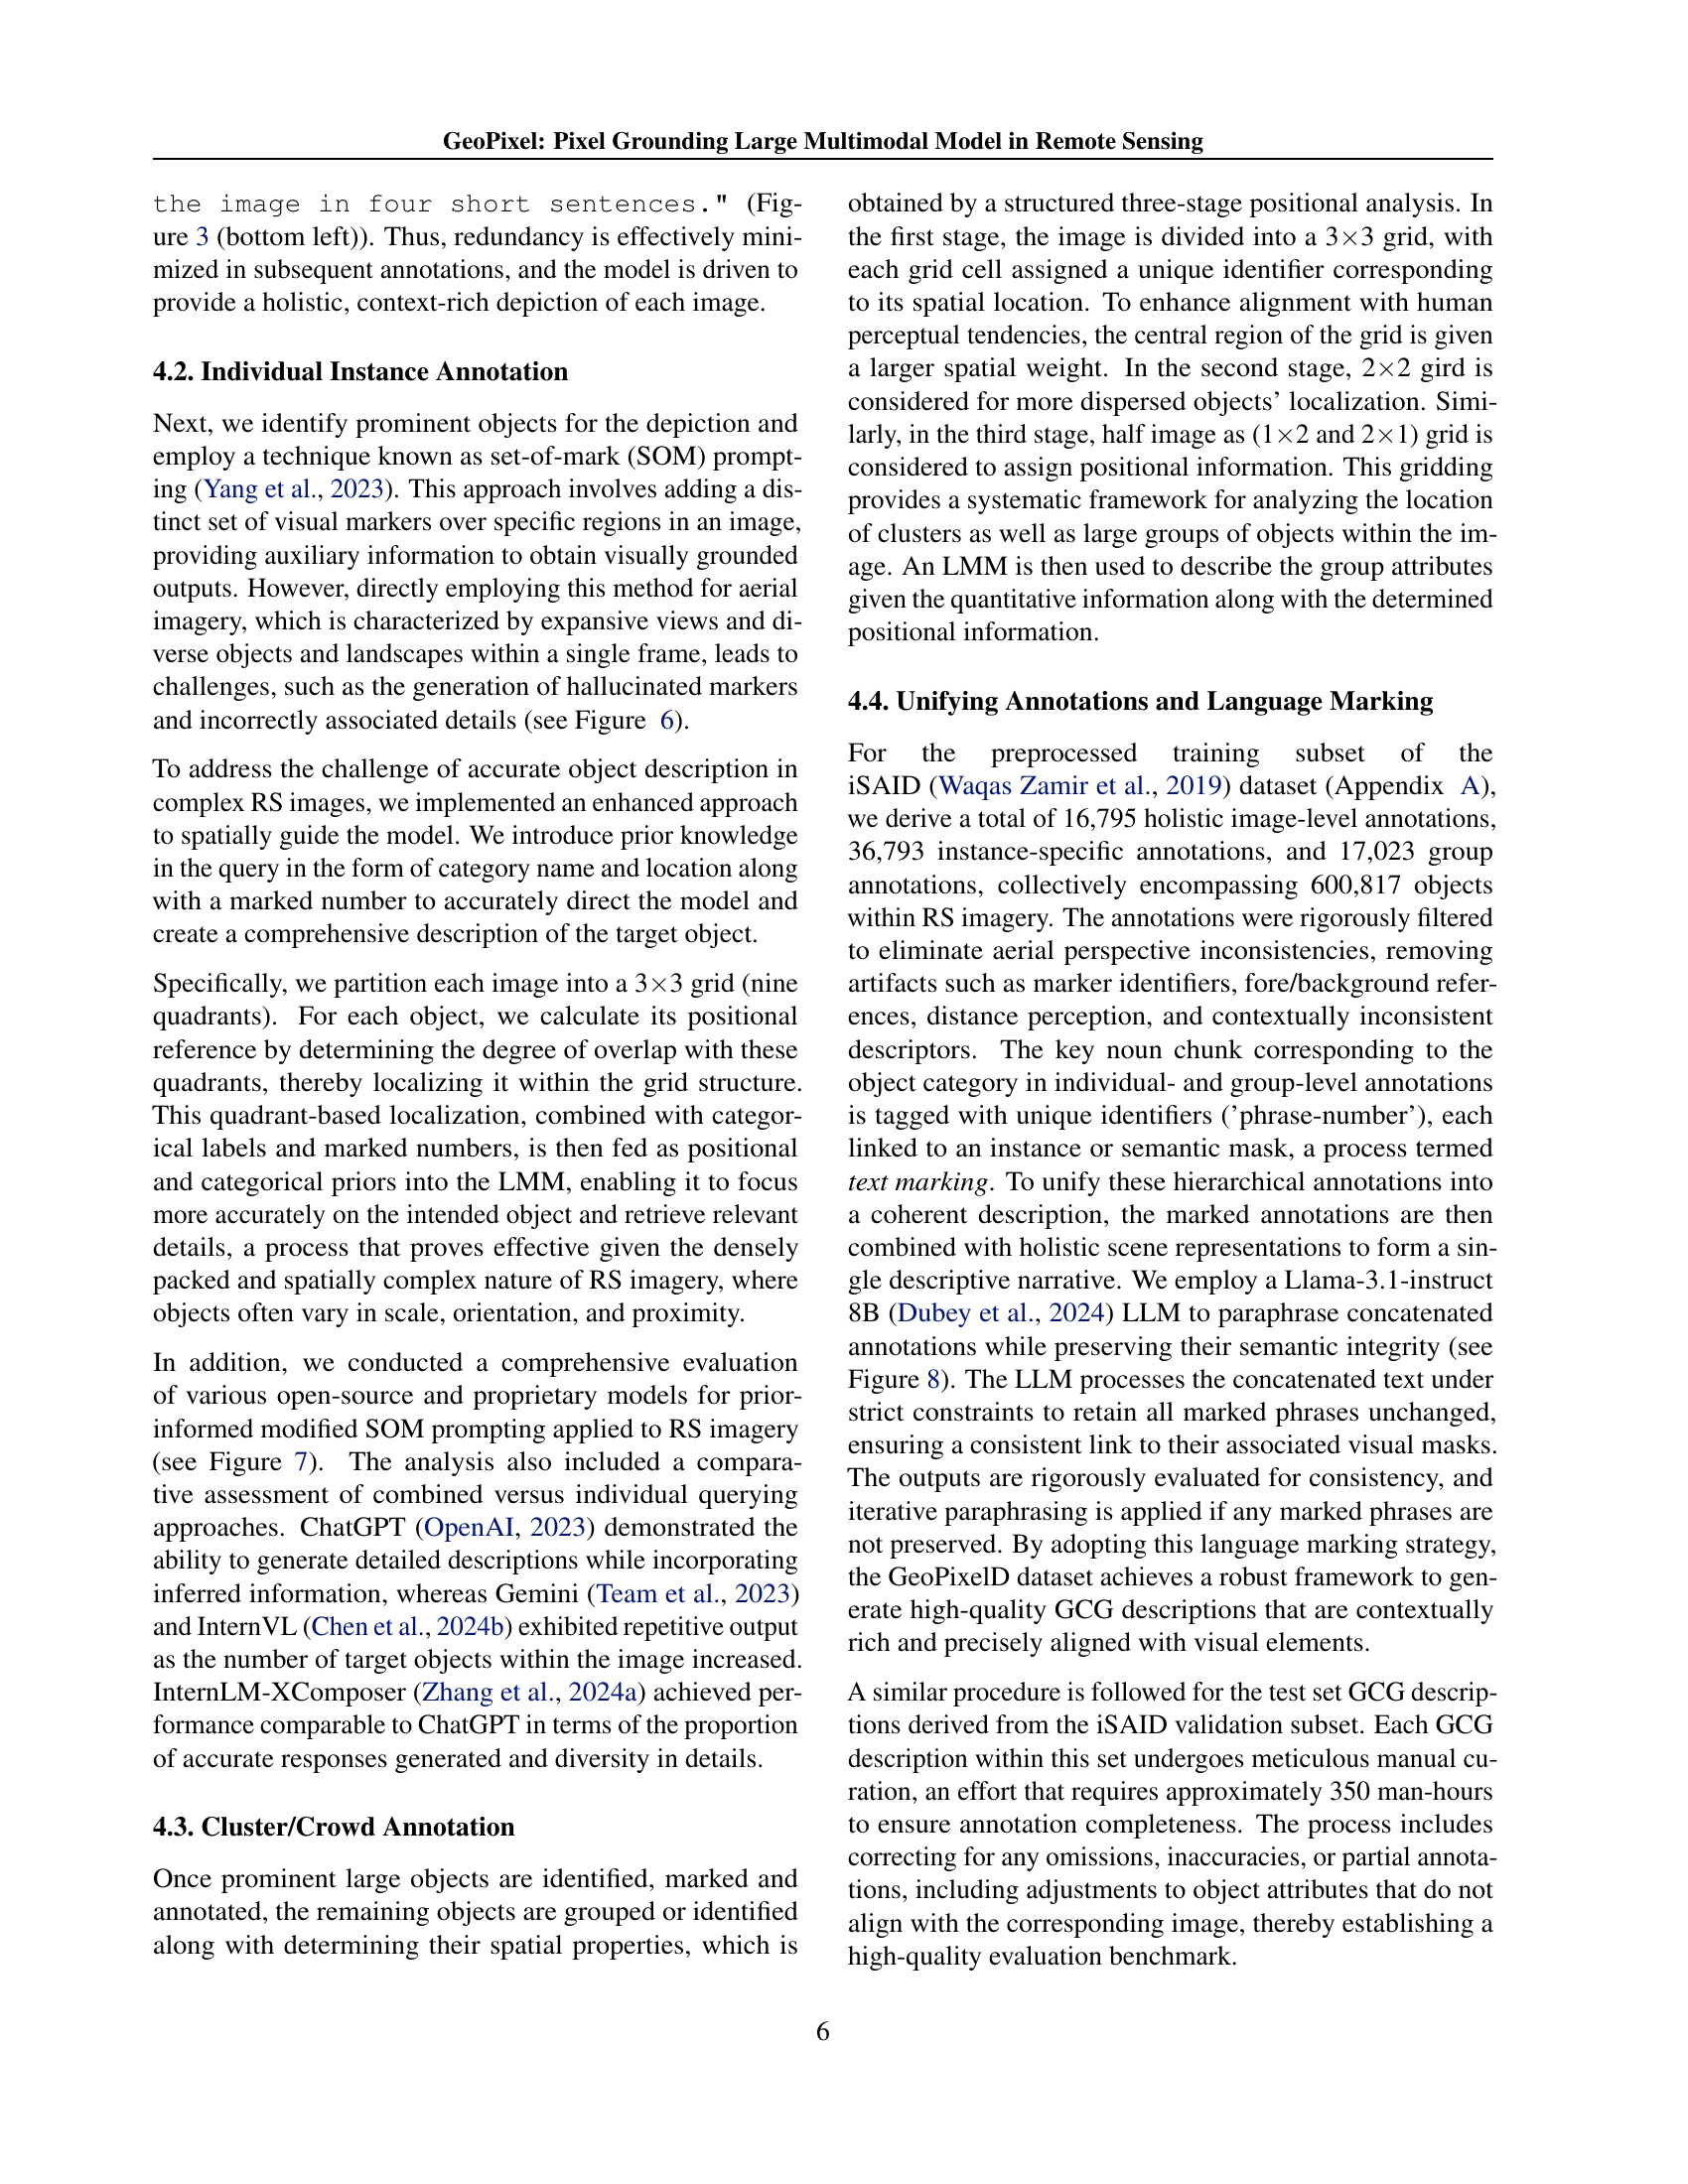 GeoPixel: Pixel Grounding Large Multimodal Model in Remote Sensing
the image in four short sentences." (Fig-
ure 3 (bottom left)). Thus, redundancy is effectively mini-
mized in subsequent annotations, and the model is driven to
provide a holistic, context-rich depiction of each image.
4.2. Individual Instance Annotation
Next, we identify prominent objects for the depiction and
employ a technique known as set-of-mark (SOM) prompt-
ing (Yang et al., 2023). This approach involves adding a dis-
tinct set of visual markers over specific regions in an image,
providing auxiliary information to obtain visually grounded
outputs. However, directly employing this method for aerial
imagery, which is characterized by expansive views and di-
verse objects and landscapes within a single frame, leads to
challenges, such as the generation of hallucinated markers
and incorrectly associated details (see Figure 6).
To address the challenge of accurate object description in
complex RS images, we implemented an enhanced approach
to spatially guide the model. We introduce prior knowledge
in the query in the form of category name and location along
with a marked number to accurately direct the model and
create a comprehensive description of the target object.
Specifically, we partition each image into a 3×3 grid (nine
quadrants). For each object, we calculate its positional
reference by determining the degree of overlap with these
quadrants, thereby localizing it within the grid structure.
This quadrant-based localization, combined with categor-
ical labels and marked numbers, is then fed as positional
and categorical priors into the LMM, enabling it to focus
more accurately on the intended object and retrieve relevant
details, a process that proves effective given the densely
packed and spatially complex nature of RS imagery, where
objects often vary in scale, orientation, and proximity.
In addition, we conducted a comprehensive evaluation
of various open-source and proprietary models for prior-
informed modified SOM prompting applied to RS imagery
(see Figure 7). The analysis also included a compara-
tive assessment of combined versus individual querying
approaches. ChatGPT (OpenAI, 2023) demonstrated the
ability to generate detailed descriptions while incorporating
inferred information, whereas Gemini (Team et al., 2023)
and InternVL (Chen et al., 2024b) exhibited repetitive output
as the number of target objects within the image increased.
InternLM-XComposer (Zhang et al., 2024a) achieved per-
formance comparable to ChatGPT in terms of the proportion
of accurate responses generated and diversity in details.
4.3. Cluster/Crowd Annotation
Once prominent large objects are identified, marked and
annotated, the remaining objects are grouped or identified
along with determining their spatial properties, which is
obtained by a structured three-stage positional analysis. In
the first stage, the image is divided into a 3×3 grid, with
each grid cell assigned a unique identifier corresponding
to its spatial location. To enhance alignment with human
perceptual tendencies, the central region of the grid is given
a larger spatial weight. In the second stage, 2×2 gird is
considered for more dispersed objects' localization. Simi-
larly, in the third stage, half image as (1×2 and 2×1) grid is
considered to assign positional information. This gridding
provides a systematic framework for analyzing the location
of clusters as well as large groups of objects within the im-
age. An LMM is then used to describe the group attributes
given the quantitative information along with the determined
positional information.
4.4. Unifying Annotations and Language Marking
For the preprocessed training subset of the
iSAID (Waqas Zamir et al., 2019) dataset (Appendix A),
we derive a total of 16,795 holistic image-level annotations,
36,793 instance-specific annotations, and 17,023 group
annotations, collectively encompassing 600,817 objects
within RS imagery. The annotations were rigorously filtered
to eliminate aerial perspective inconsistencies, removing
artifacts such as marker identifiers, fore/background refer-
ences, distance perception, and contextually inconsistent
descriptors. The key noun chunk corresponding to the
object category in individual- and group-level annotations
is tagged with unique identifiers ('phrase-number'), each
linked to an instance or semantic mask, a process termed
text marking. To unify these hierarchical annotations into
a coherent description, the marked annotations are then
combined with holistic scene representations to form a sin-
gle descriptive narrative. We employ a Llama-3.1-instruct
8B (Dubey et al., 2024) LLM to paraphrase concatenated
annotations while preserving their semantic integrity (see
Figure 8). The LLM processes the concatenated text under
strict constraints to retain all marked phrases unchanged,
ensuring a consistent link to their associated visual masks.
The outputs are rigorously evaluated for consistency, and
iterative paraphrasing is applied if any marked phrases are
not preserved. By adopting this language marking strategy,
the GeoPixelD dataset achieves a robust framework to gen-
erate high-quality GCG descriptions that are contextually
rich and precisely aligned with visual elements.
A similar procedure is followed for the test set GCG descrip-
tions derived from the iSAID validation subset. Each GCG
description within this set undergoes meticulous manual cu-
ration, an effort that requires approximately 350 man-hours
to ensure annotation completeness. The process includes
correcting for any omissions, inaccuracies, or partial annota-
tions, including adjustments to object attributes that do not
align with the corresponding image, thereby establishing a
high-quality evaluation benchmark.
6